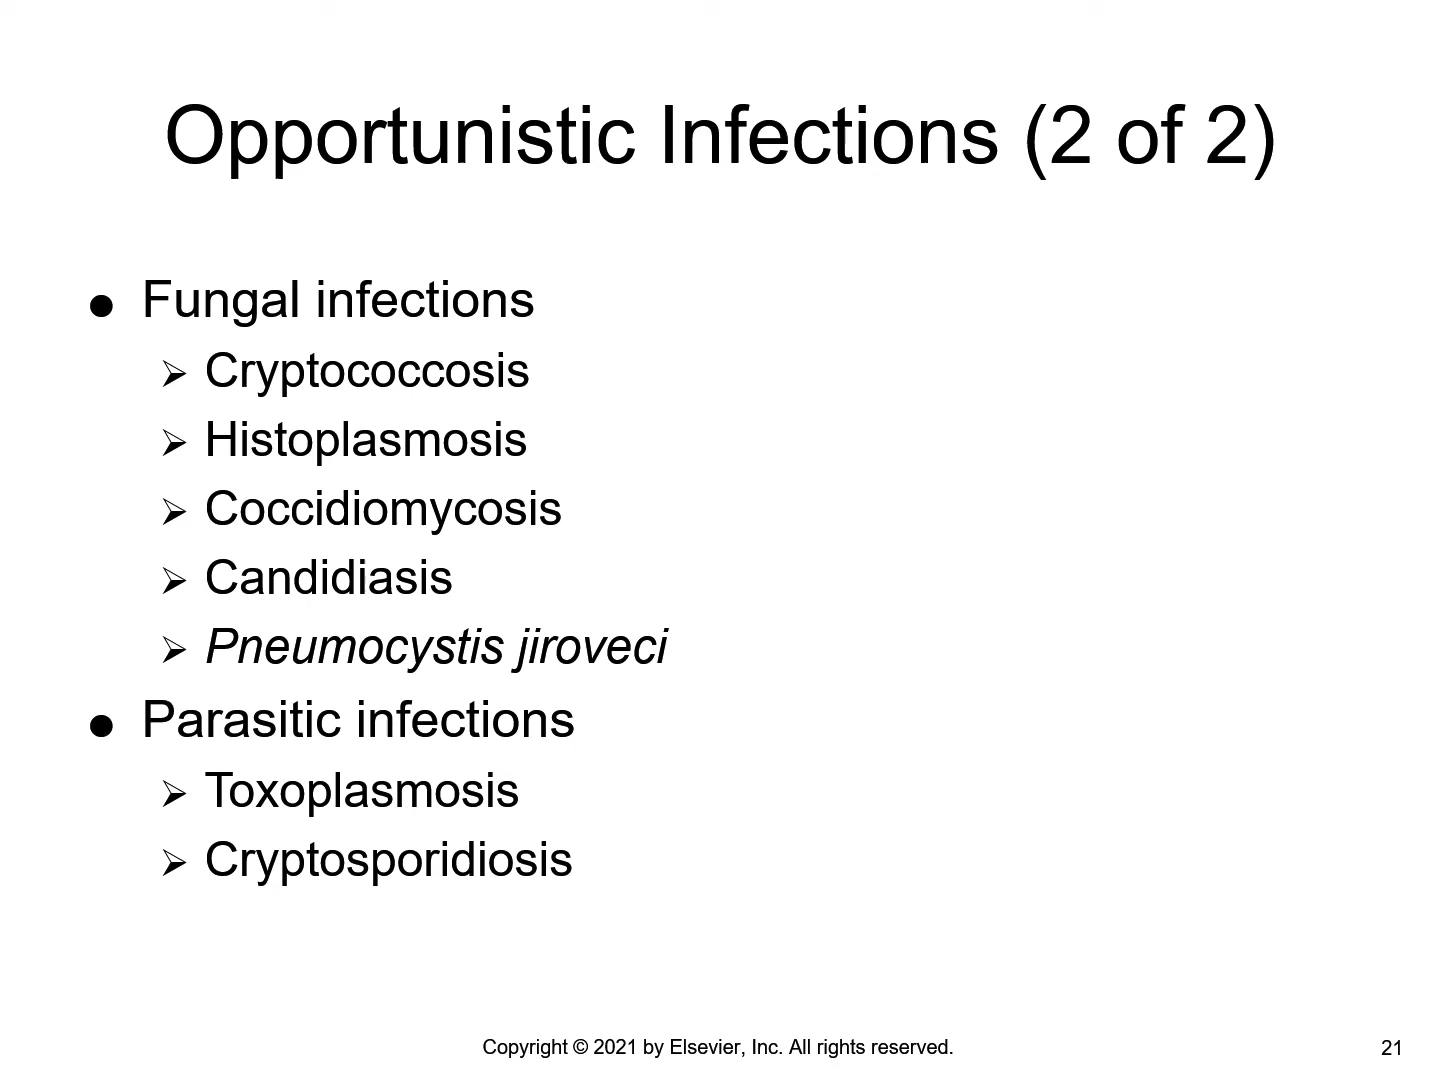 Opportunistic Infections (2 of 2)
● Fungal infections
➢ Cryptococcosis
➢ Histoplasmosis
➢ Coccidiomycosis
➢ Candidiasis
➢ Pneumocystis jiroveci
● Parasitic infections
➢ Toxoplasmosis
➢ Cryptosporidiosis
Copyright © 2021 by Elsevier, Inc. All rights reserved.
21